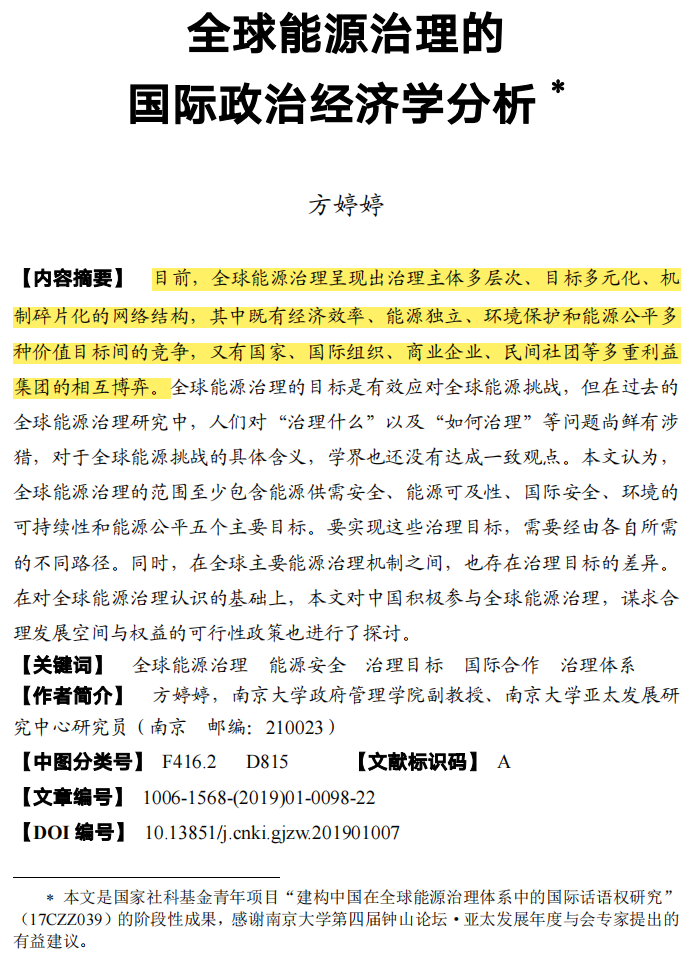 全球能源治理的
国际政治经济学分析 *
方婷婷
【内容摘要】 目前，全球能源治理呈现出治理主体多层次、目标多元化、机
制碎片化的网络结构，其中既有经济效率、能源独立、环境保护和能源公平多
种价值目标间的竞争，又有国家、国际组织、商业企业、民间社团等多重利益
集团的相互博弈。全球能源治理的目标是有效应对全球能源挑战，但在过去的
全球能源治理研究中，人们对“治理什么”以及“如何治理”等问题尚鲜有涉
猎，对于全球能源挑战的具体含义，学界也还没有达成一致观点。本文认为，
全球能源治理的范围至少包含能源供需安全、能源可及性、国际安全、环境的
可持续性和能源公平五个主要目标。要实现这些治理目标，需要经由各自所需
的不同路径。同时，在全球主要能源治理机制之间，也存在治理目标的差异。
在对全球能源治理认识的基础上，本文对中国积极参与全球能源治理，谋求合
理发展空间与权益的可行性政策也进行了探讨。
【关键词】 全球能源治理 能源安全 治理目标 国际合作 治理体系
【作者简介】 方婷婷，南京大学政府管理学院副教授、南京大学亚太发展研
究中心研究员（南京 邮编：210023）
【中图分类号】 F416.2 D815 【文献标识码】 A
【文章编号】 1006-1568-(2019)01-0098-22
【DOI 编号】 10.13851/j.cnki.gjzw.201901007
* 本文是国家社科基金青年项目“建构中国在全球能源治理体系中的国际话语权研究”
（17CZZ039）的阶段性成果，感谢南京大学第四届钟山论坛·亚太发展年度与会专家提出的
有益建议。